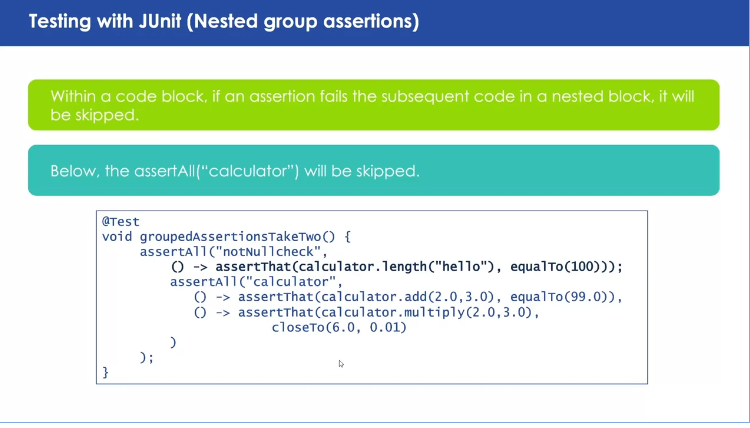 Testing with JUnit (Nested group assertions)
Within a code block, if an assertion fails the subsequent code in a nested block, it will
be skipped.
Below, the assertAll(“calculator”) will be skipped.
@Test
void groupedAssertionsTakeTwo() {
assertAll("notNullcheck",
() -> assertThat(calculator.length("hello"), equalTo(100)));
assertAll("calculator",
() -> assertThat(calculator.add(2.0,3.0), equalTo(99.0)),
() -> assertThat(calculator.multiply(2.0,3.0),
closeTo(6.0, 0.01)
)
);
}